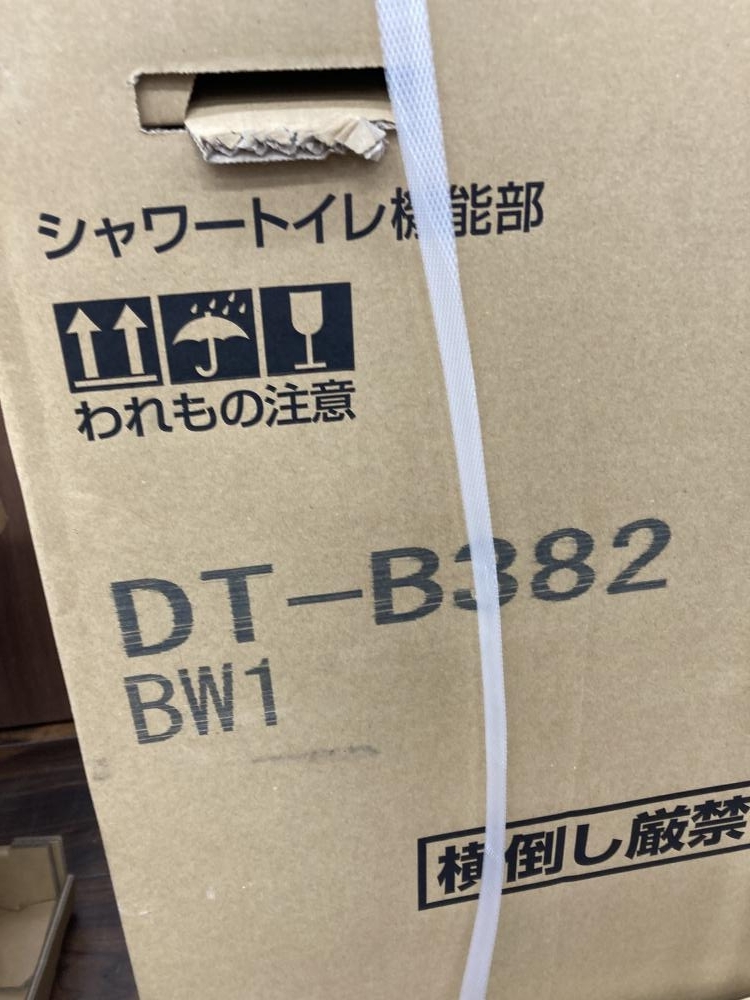 シャワートイレ機能部
われもの注意
DT-B382
BW1
横倒し厳禁